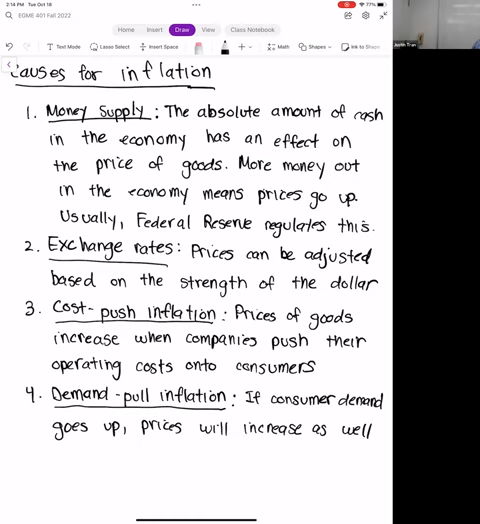 2:14 PM Tue Oct 18
77%
EGME 401 Fall 2022
Home Insert Draw View Class Notebook
Text Mode Lasso Select Insert Space Math Shapes Ink to Shape
Causes for inflation
1. Money Supply: The absolute amount of cash
in the economy has an effect on
the price of goods. More money out
in the economy means prices go up.
Usually, Federal Reserve regulates this.
2. Exchange rates: Prices can be adjusted
based on the strength of the dollar
3. Cost-push inflation: Prices of goods
increase when companies push their
operating costs onto consumers
4. Demand-pull inflation: If consumer demand
goes up, prices will increase as well
Justin Tran